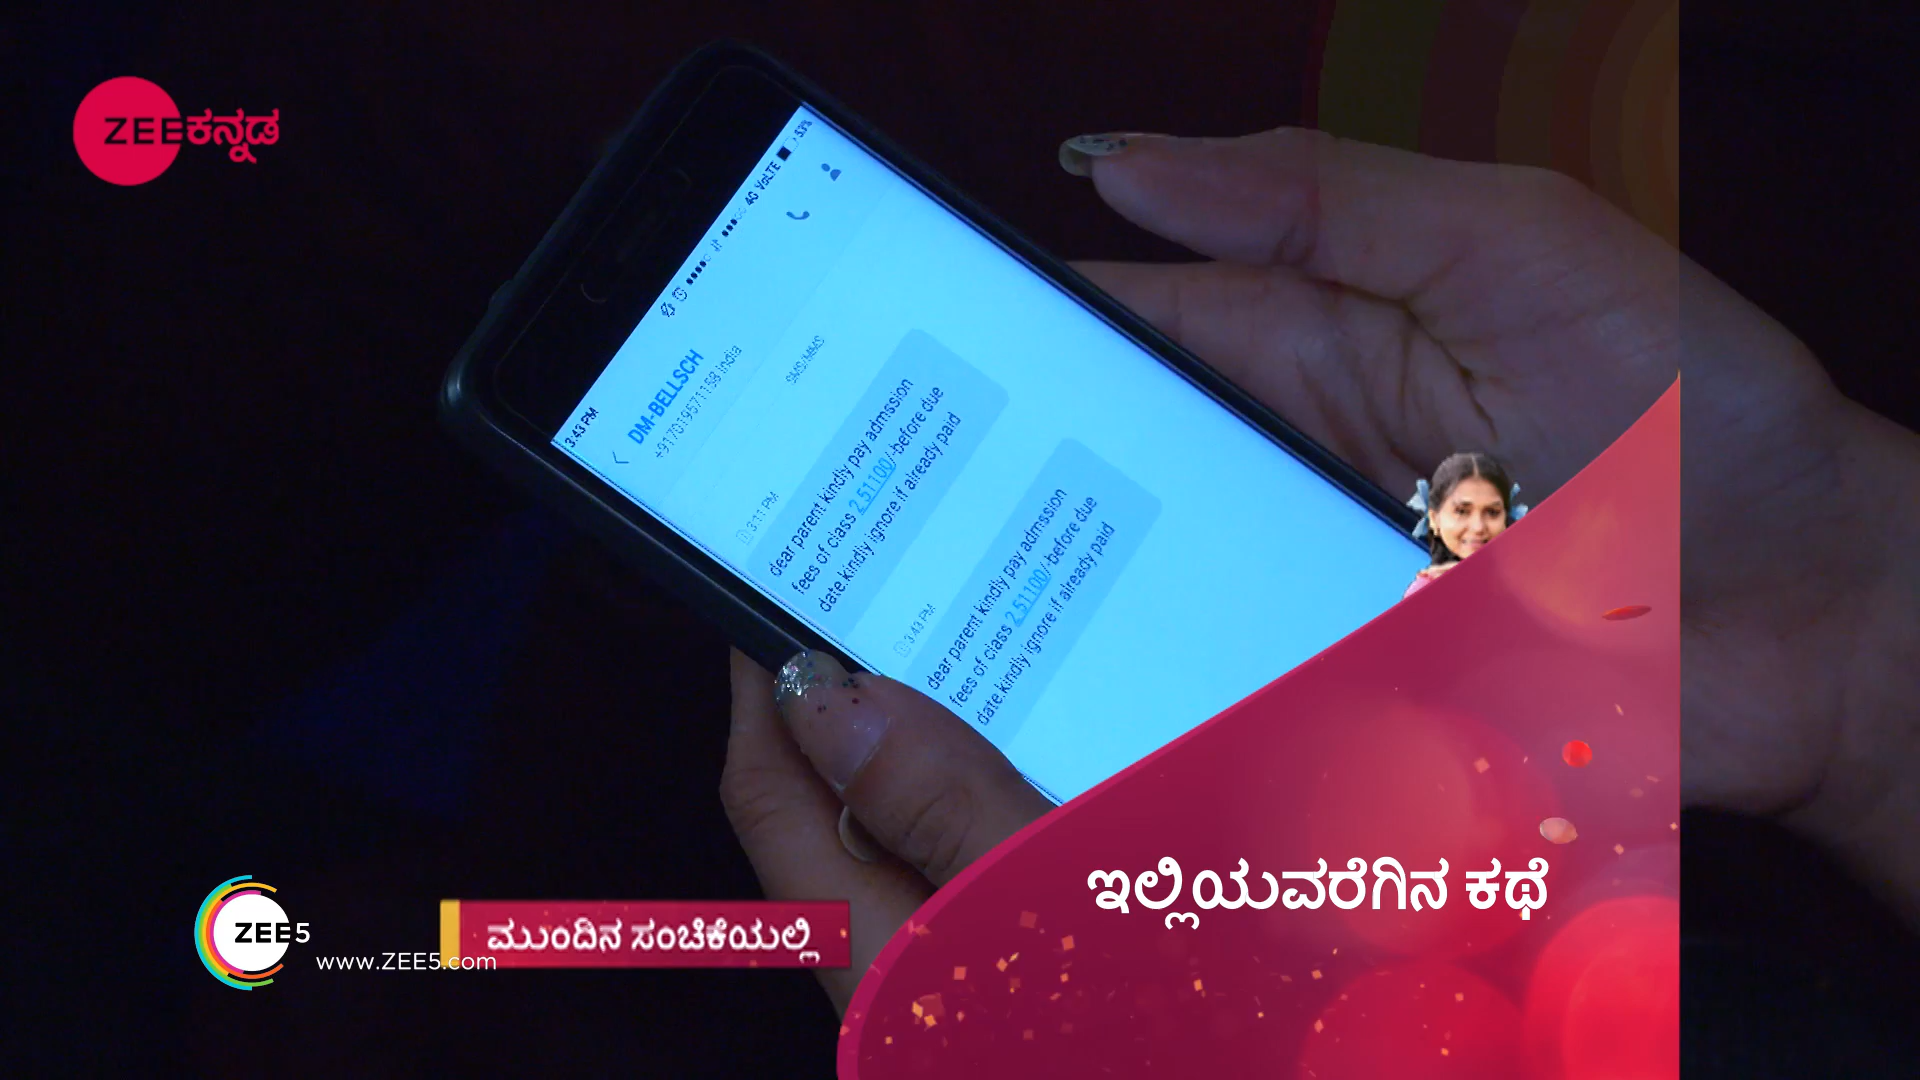 ZEEಕನ್ನಡ
3:43 PM
4G VoLTE 53%
DM-BELLSCH
SMS/MMS
3:11 PM
dear parent kindly pay admssion
fees of class 2,51100/-before due
date.kindly ignore if already paid
3:43 PM
dear parent kindly pay admssion
fees of class 2,51100/-before due
date.kindly ignore if already paid
ಇಲ್ಲಿಯವರೆಗಿನ ಕಥೆ
ZEE5
www.ZEE5.com
ಮುಂದಿನ ಸಂಚಿಕೆಯಲ್ಲಿ